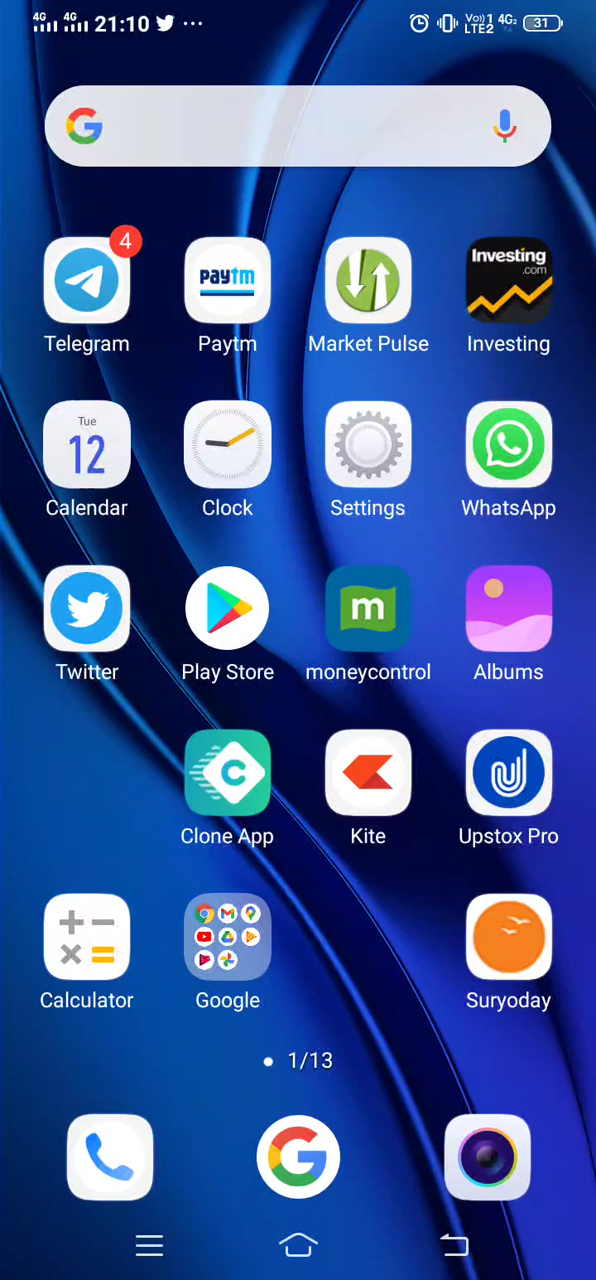 4G 4G 21:10 ... Vo)) 1 LTE2 4G2 31
4
Telegram Paytm Market Pulse Investing
paytm Investing .com
Tue
12
Calendar Clock Settings WhatsApp
m
Twitter Play Store moneycontrol Albums
C
Clone App Kite Upstox Pro
Calculator Google Suryoday
1/13